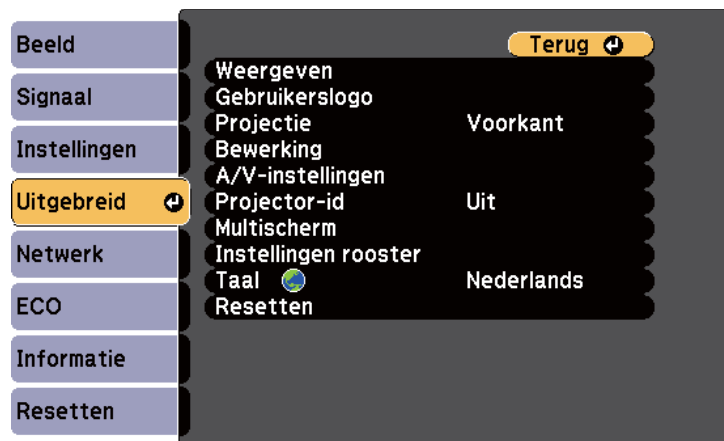 Beeld
Signaal
Instellingen
Uitgebreid
Netwerk
ECO
Informatie
Resetten
Terug
Weergeven
Gebruikerslogo
Projectie Voorkant
Bewerking
A/V-instellingen
Projector-id Uit
Multischerm
Instellingen rooster
Taal Nederlands
Resetten